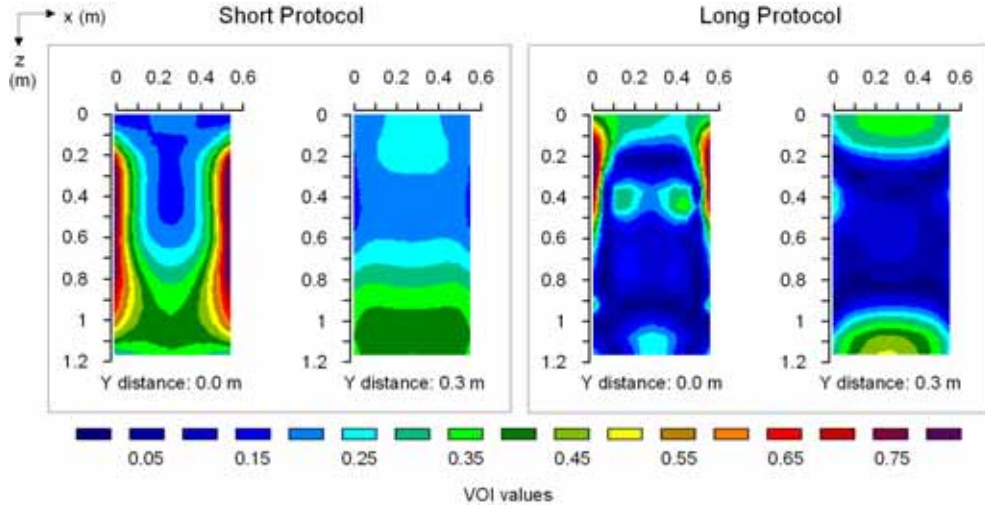 x (m) Short Protocol Long Protocol
z
(m)
0 0.2 0.4 0.6 0 0.2 0.4 0.6 0 0.2 0.4 0.6 0 0.2 0.4 0.6
0 0 0 0
0.2 0.2 0.2 0.2
0.4 0.4 0.4 0.4
0.6 0.6 0.6 0.6
0.8 0.8 0.8 0.8
1 1 1 1
1.2 1.2 1.2 1.2
Y distance: 0.0 m Y distance: 0.3 m Y distance: 0.0 m Y distance: 0.3 m
0.05 0.15 0.25 0.35 0.45 0.55 0.65 0.75
VOI values